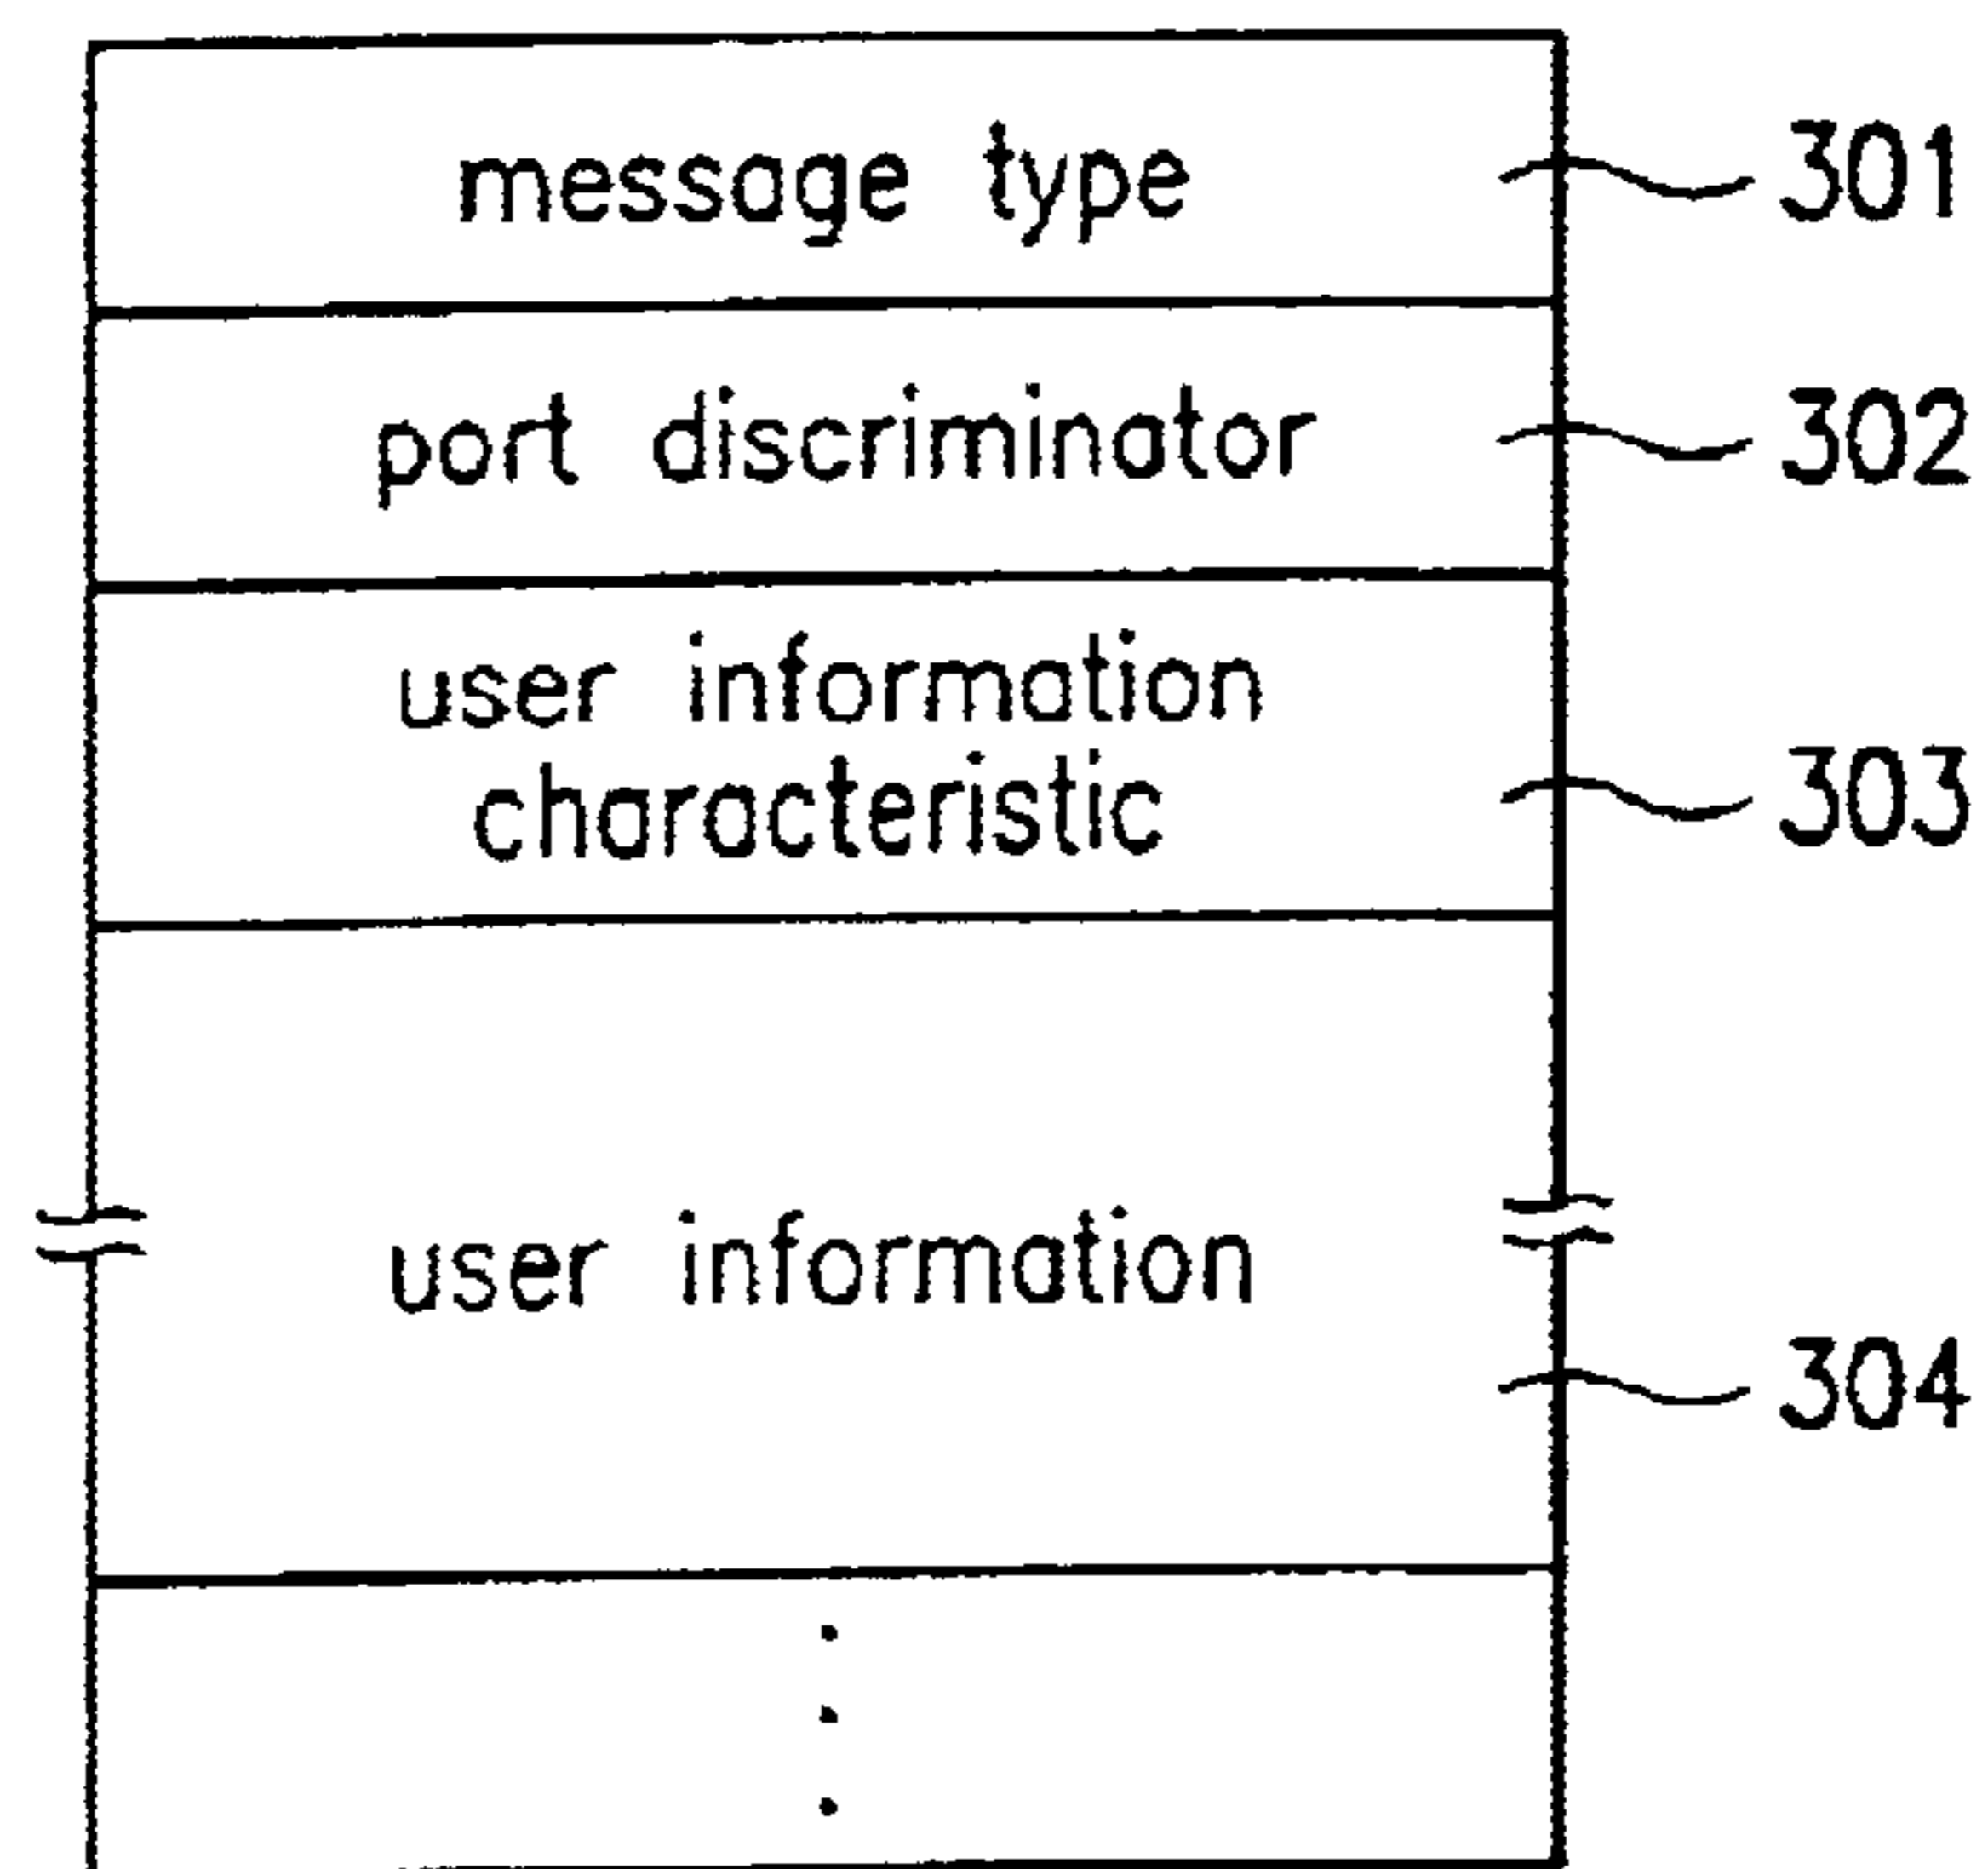 message type 301
port discriminator 302
user information
characteristic 303
user information
304